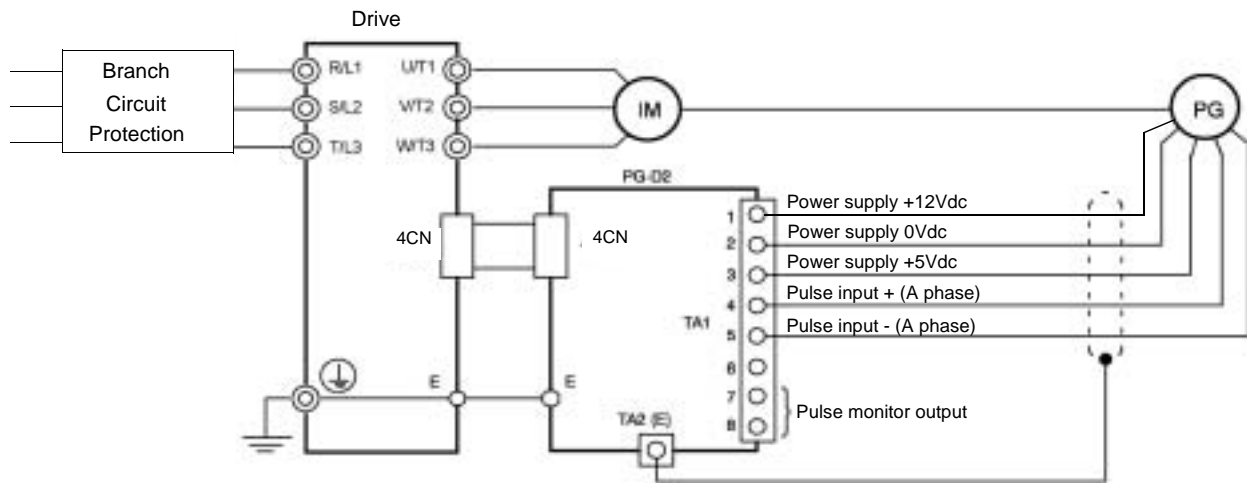 Drive
Branch
Circuit
Protection
R/L1
S/L2
T/L3
U/T1
V/T2
W/T3
IM
PG
PG-D2
4CN
4CN
1
2
3
4
5
6
7
8
Power supply +12Vdc
Power supply 0Vdc
Power supply +5Vdc
Pulse input + (A phase)
Pulse input - (A phase)
TA1
Pulse monitor output
E
E
TA2 (E)